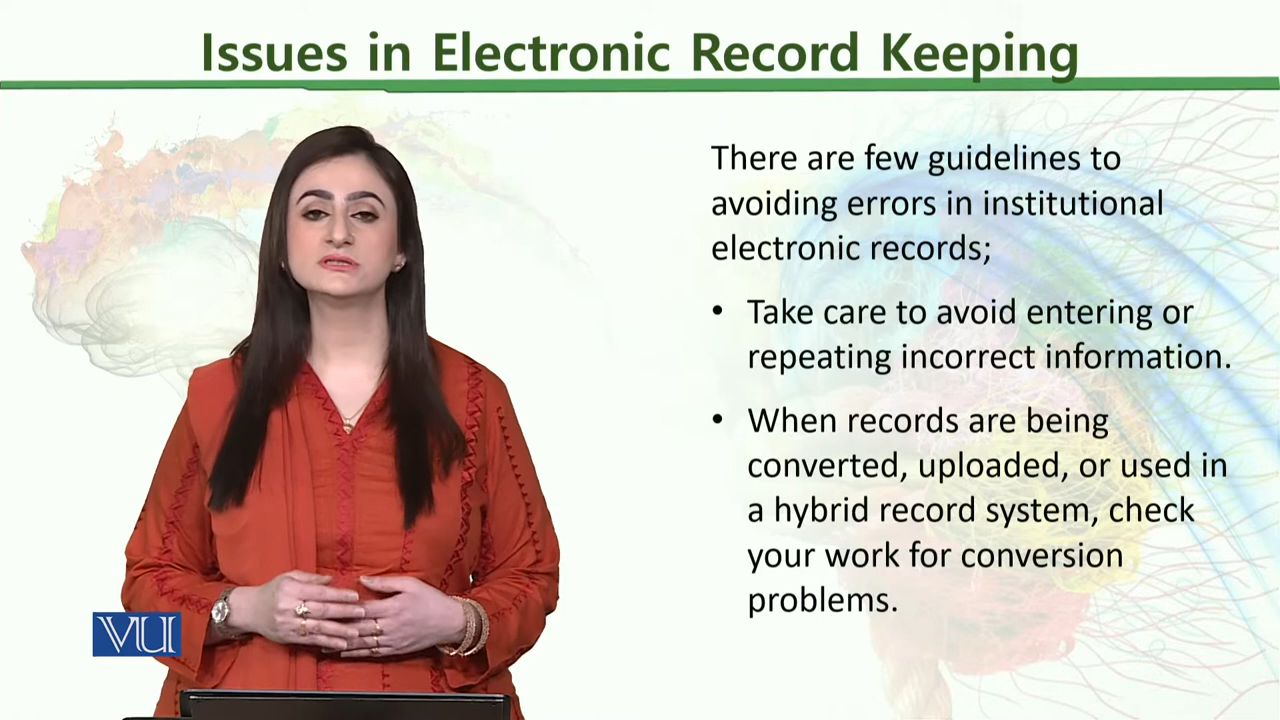 Issues in Electronic Record Keeping
There are few guidelines to
avoiding errors in institutional
electronic records;
• Take care to avoid entering or
repeating incorrect information.
• When records are being
converted, uploaded, or used in
a hybrid record system, check
your work for conversion
problems.
VU